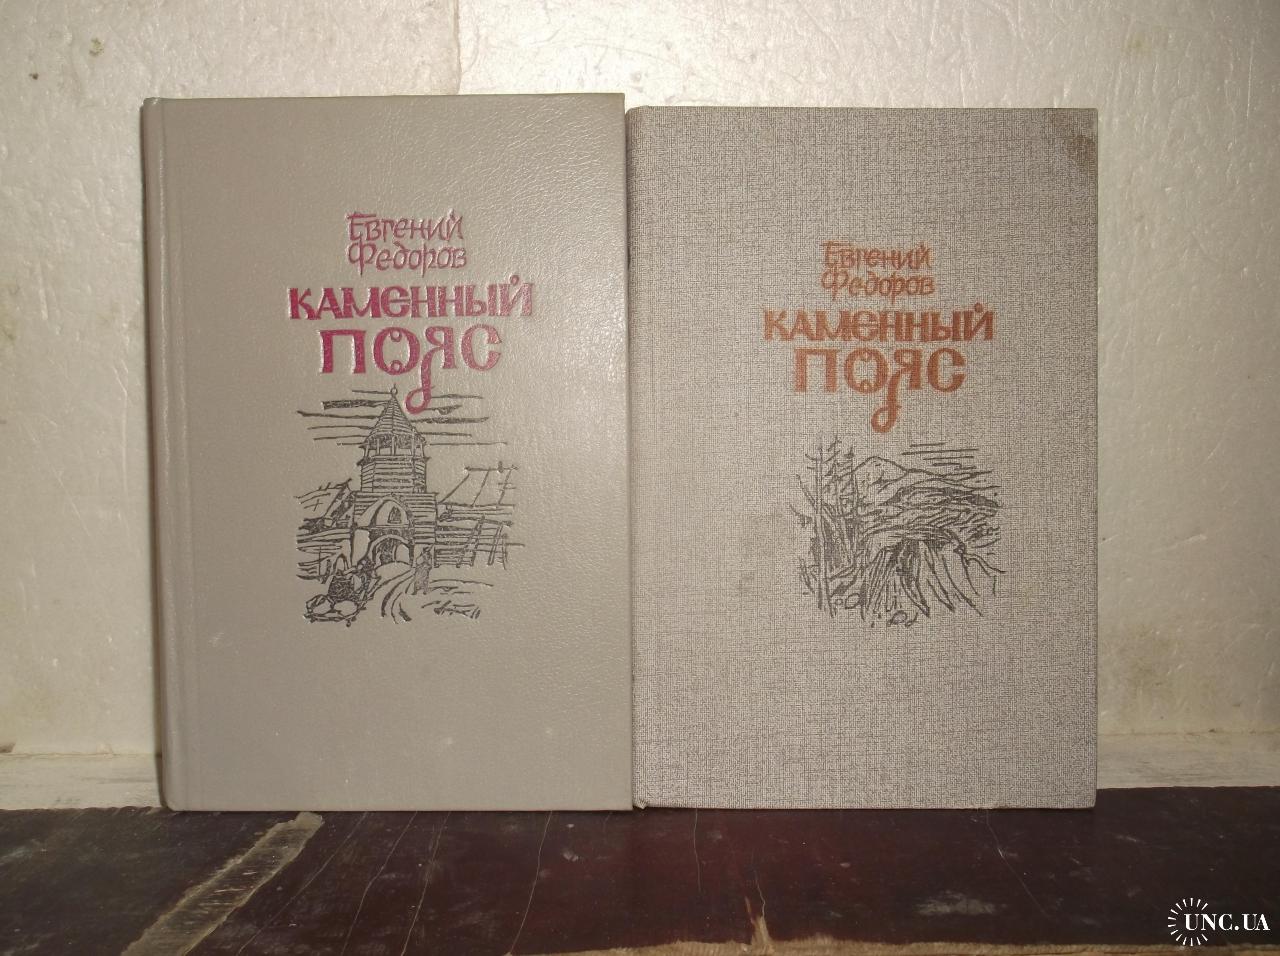 Евгений
Федоров
КАМЕННЫЙ
ПОЯС
Евгений
Федоров
КАМЕННЫЙ
ПОЯС
UNC.UA